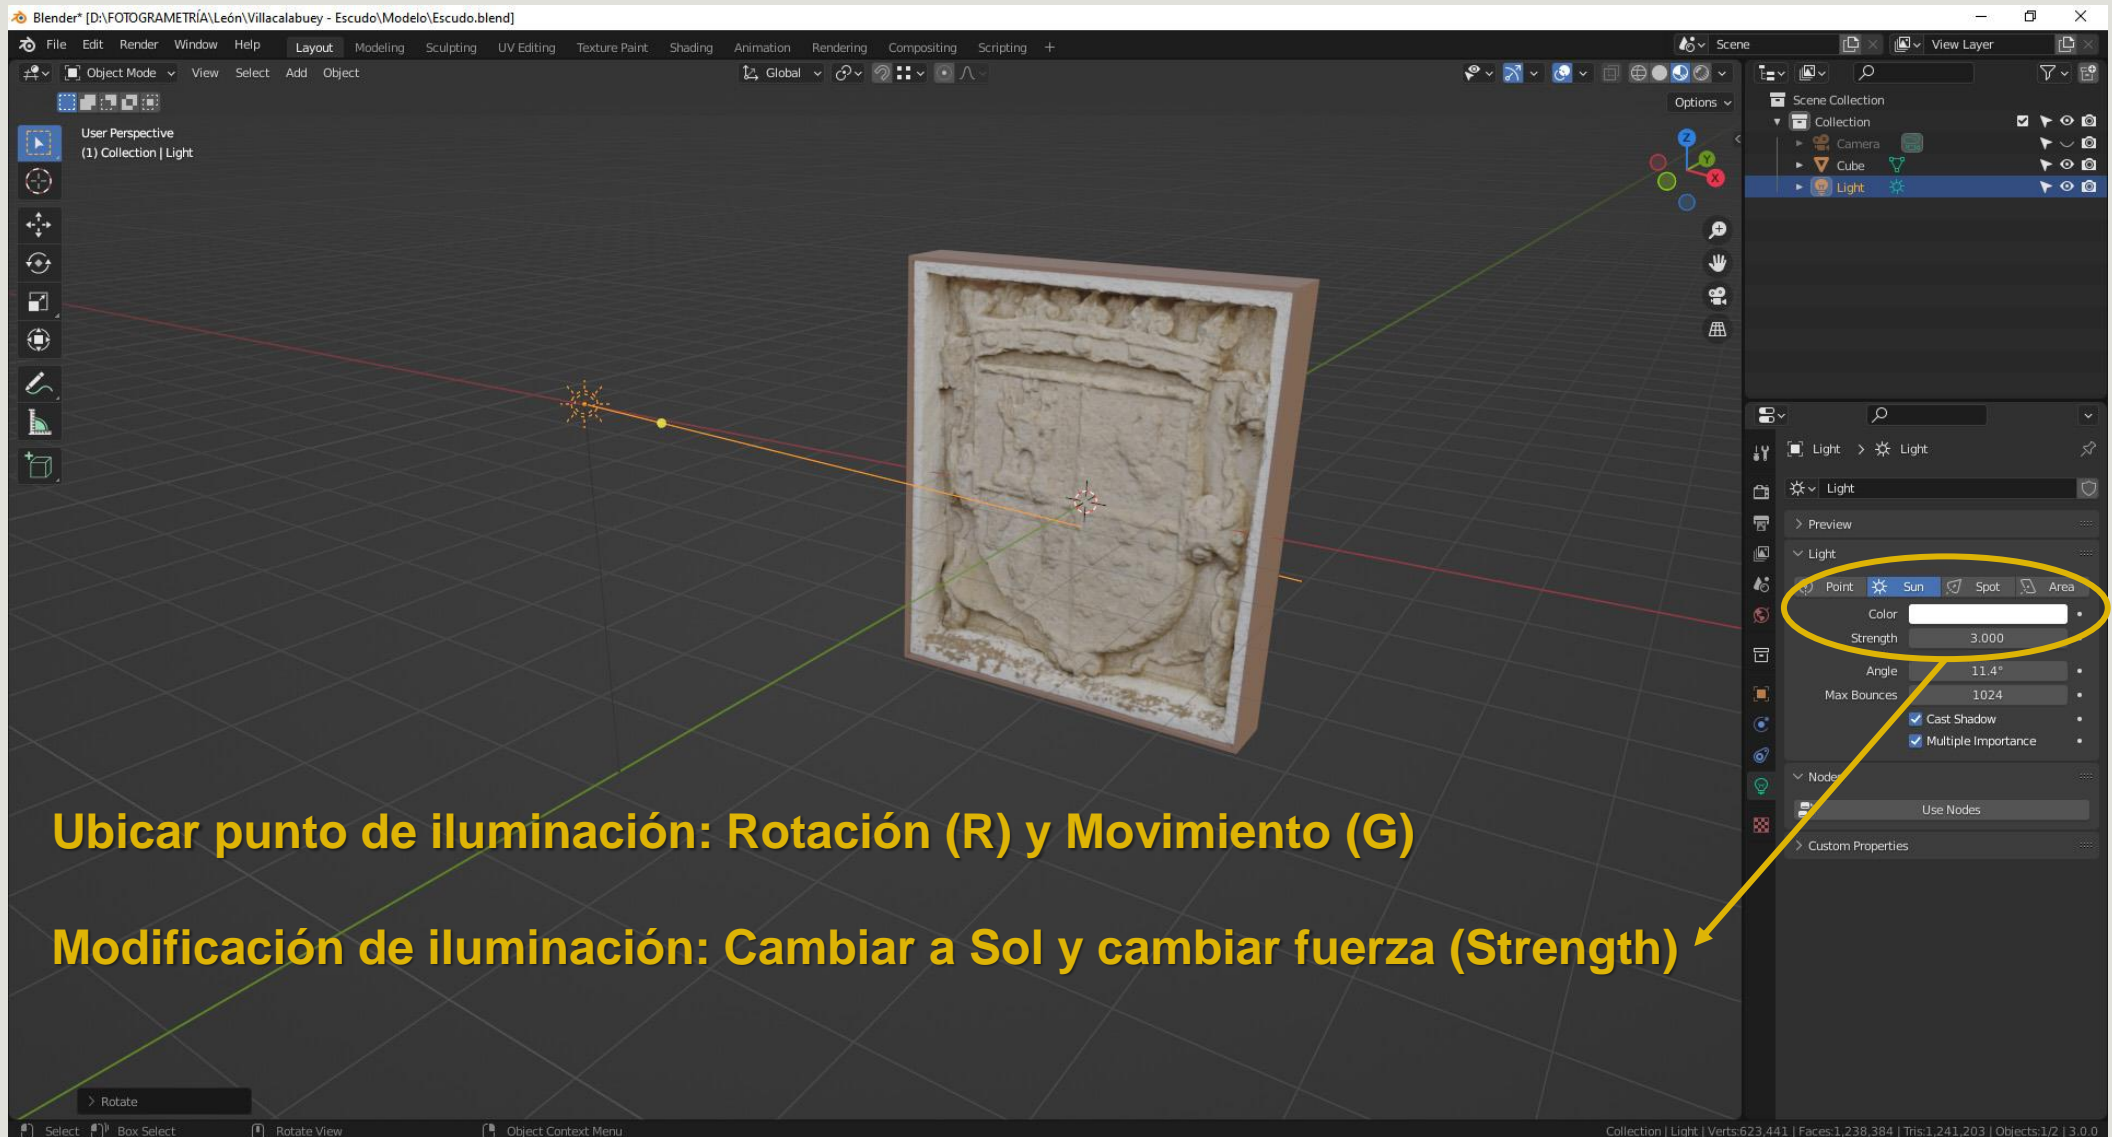 Blender* [D:\FOTOGRAMETRÍA\León\Villacalabuey - Escudo\Modelo\Escudo.blend]
File Edit Render Window Help Layout Modeling Sculpting UV Editing Texture Paint Shading Animation Rendering Compositing Scripting + Scene View Layer
Object Mode View Select Add Object Global
Options
User Perspective
(1) Collection | Light
Z
Y
X
Scene Collection
Collection
Camera
Cube
Light
Light > Light
Light
Preview
Light
Point Sun Spot Area
Color
Strength 3.000
Angle 11.4°
Max Bounces 1024
Cast Shadow
Multiple Importance
Nodes
Use Nodes
Custom Properties
Ubicar punto de iluminación: Rotación (R) y Movimiento (G)
Modificación de iluminación: Cambiar a Sol y cambiar fuerza (Strength)
> Rotate
Select Box Select Rotate View Object Context Menu Collection | Light | Verts:623,441 | Faces:1,238,384 | Tris:1,241,203 | Objects:1/2 | 3.0.0